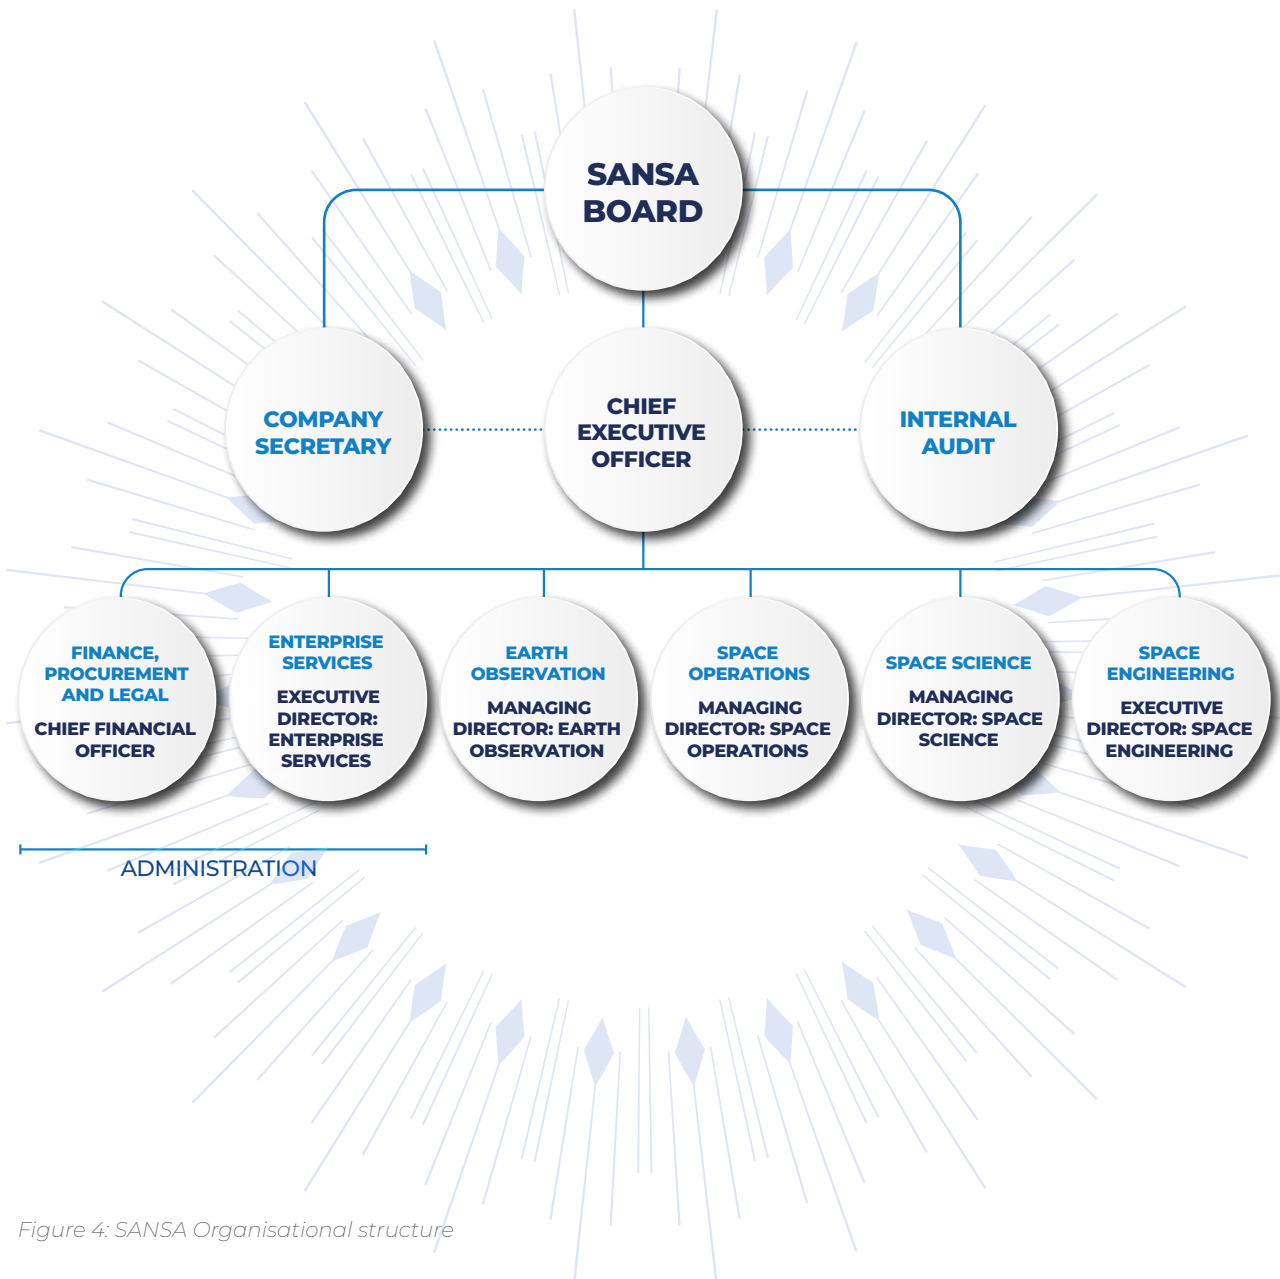 SANSA
BOARD
COMPANY
SECRETARY
CHIEF
EXECUTIVE
OFFICER
INTERNAL
AUDIT
FINANCE,
PROCUREMENT
AND LEGAL
CHIEF FINANCIAL
OFFICER
ENTERPRISE
SERVICES
EXECUTIVE
DIRECTOR:
ENTERPRISE
SERVICES
EARTH
OBSERVATION
MANAGING
DIRECTOR: EARTH
OBSERVATION
SPACE
OPERATIONS
MANAGING
DIRECTOR: SPACE
OPERATIONS
SPACE SCIENCE
MANAGING
DIRECTOR: SPACE
SCIENCE
SPACE
ENGINEERING
EXECUTIVE
DIRECTOR: SPACE
ENGINEERING
ADMINISTRATION
Figure 4: SANSA Organisational structure